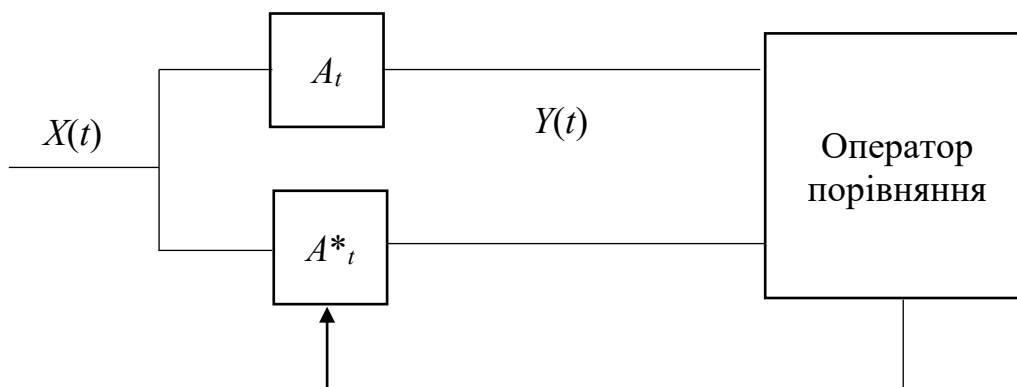 A_t
X(t)
Y(t)
Оператор
порівняння
A*_t